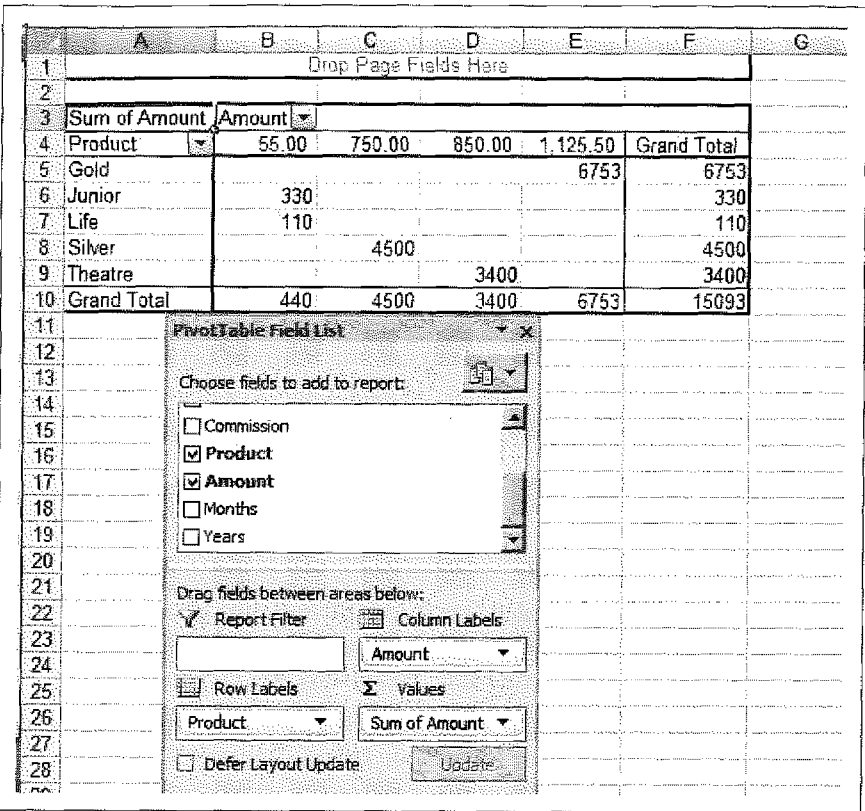 A B C D E F G
1 Drop Page Fields Here
2
3 Sum of Amount Amount
4 Product 55.00 750.00 850.00 1,125.50 Grand Total
5 Gold 6753 6753
6 Junior 330 330
7 Life 110 110
8 Silver 4500 4500
9 Theatre 3400 3400
10 Grand Total 440 4500 3400 6753 15093
11 PivotTable Field List
12
13 Choose fields to add to report:
14
15 Commission
16 Product
17 Amount
18 Months
19 Years
20
21 Drag fields between areas below:
22 Report Filter Column Labels
23
24 Amount
25 Row Labels Σ Values
26 Product Sum of Amount
27
28 Defer Layout Update Update